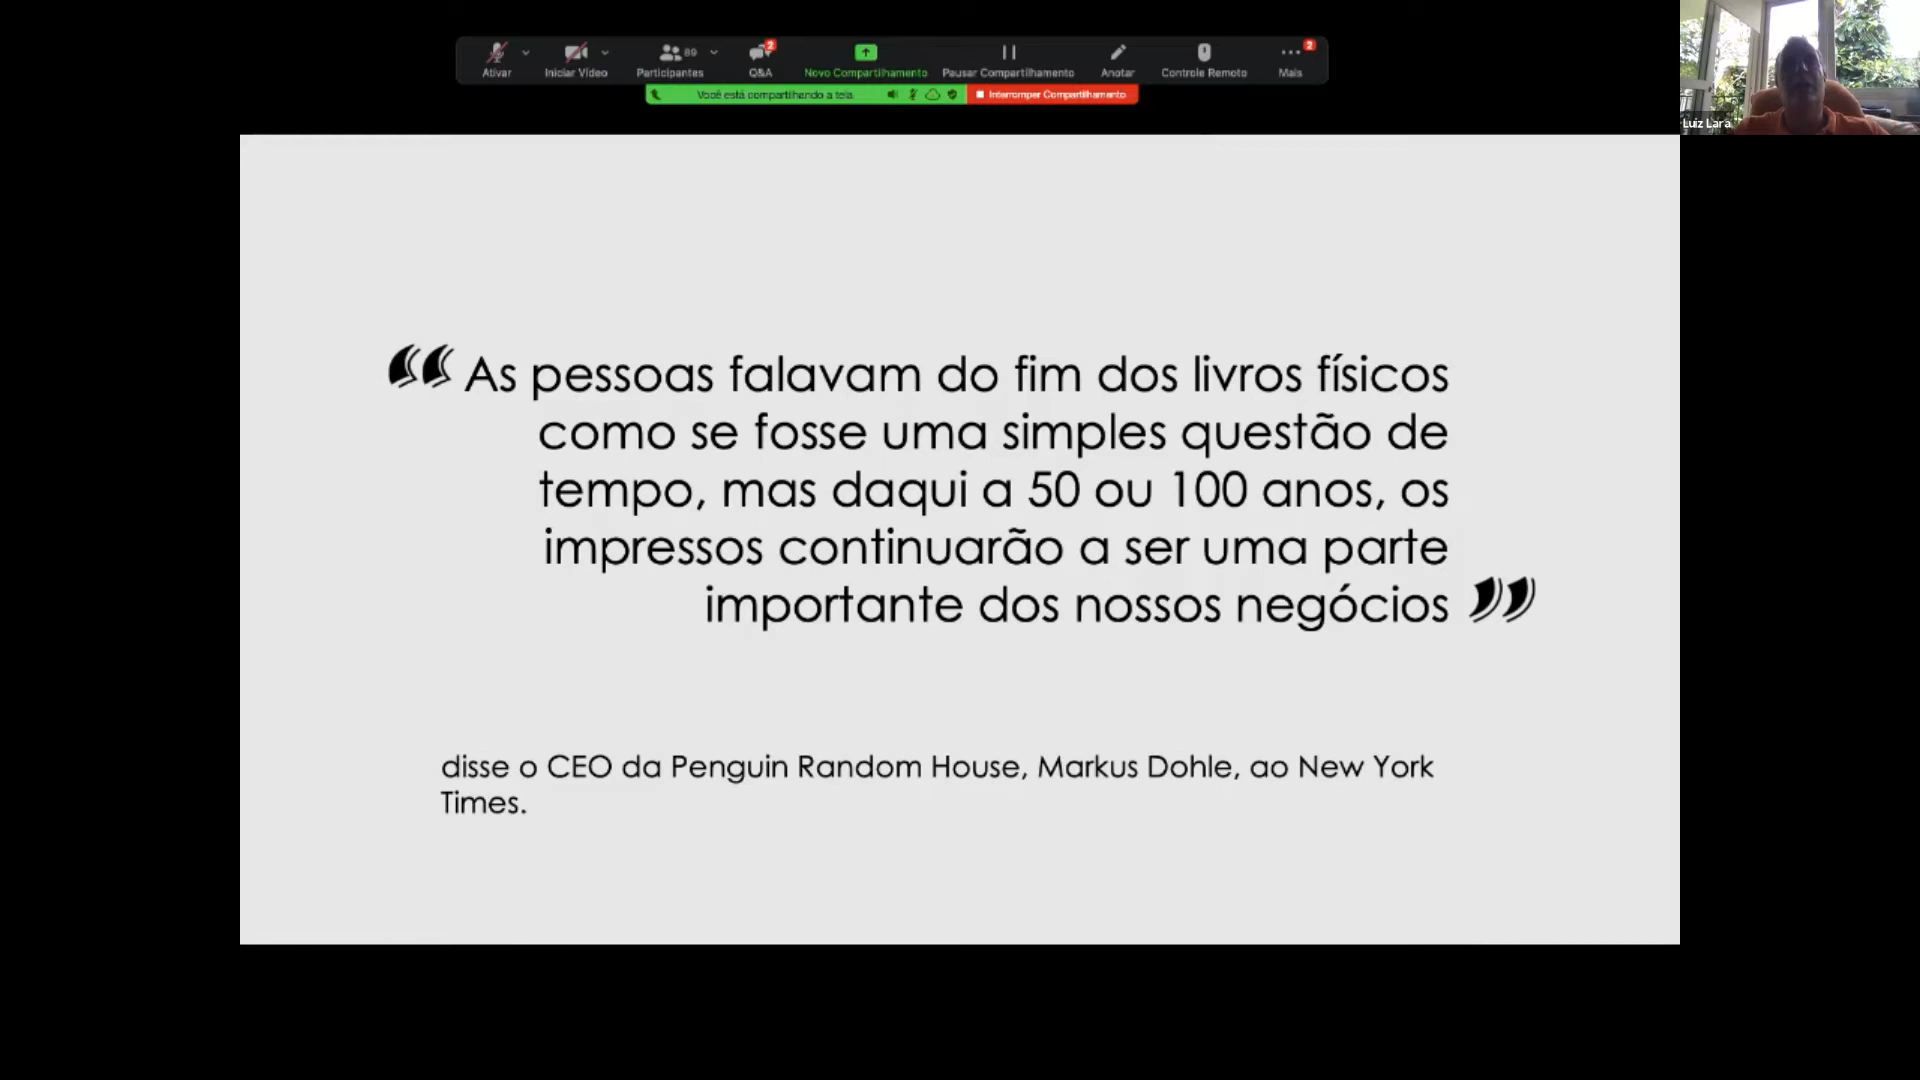 Ativar
Iniciar Vídeo
89
Participantes
2
Q&A
Novo Compartilhamento
Pausar Compartilhamento
Anotar
Controle Remoto
2
Mais
Você está compartilhando a tela
Interromper Compartilhamento
Luiz Lara
“As pessoas falavam do fim dos livros físicos
como se fosse uma simples questão de
tempo, mas daqui a 50 ou 100 anos, os
impressos continuarão a ser uma parte
importante dos nossos negócios”
disse o CEO da Penguin Random House, Markus Dohle, ao New York
Times.